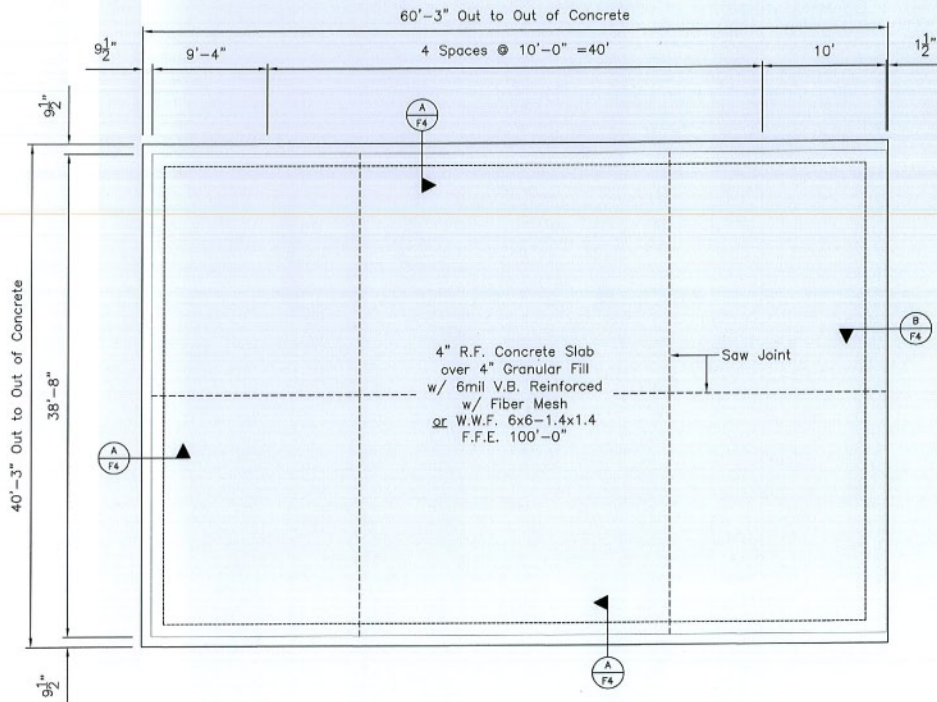 60'-3" Out to Out of Concrete
9½" 9'-4" 4 Spaces @ 10'-0" =40' 10' 1½"
9½"
A
F4
40'-3" Out to Out of Concrete
38'-8"
B
F4
4" R.F. Concrete Slab
over 4" Granular Fill
w/ 6mil V.B. Reinforced
w/ Fiber Mesh
or W.W.F. 6x6-1.4x1.4
F.F.E. 100'-0"
Saw Joint
A
F4
A
F4
9½"